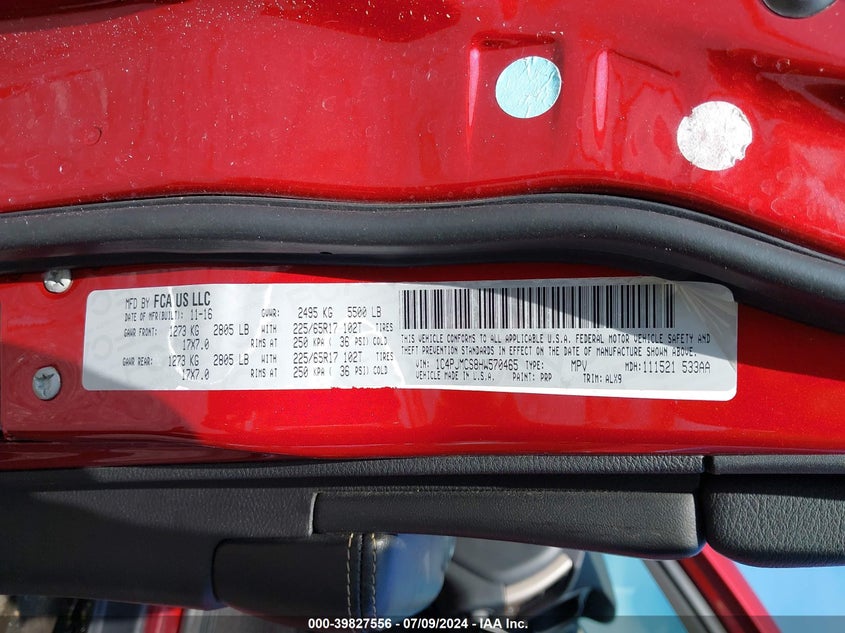 MFD BY FCA US LLC
DATE OF MFR(BUILT): 11-16
GVWR: 2495 KG 5500 LB
GAWR FRONT: 1273 KG 2805 LB WITH 225/65R17 102T TIRES
17X7.0 RIMS AT 250 KPA ( 36 PSI) COLD
GAWR REAR: 1273 KG 2805 LB WITH 225/65R17 102T TIRES
17X7.0 RIMS AT 250 KPA ( 36 PSI) COLD
THIS VEHICLE CONFORMS TO ALL APPLICABLE U.S.A. FEDERAL MOTOR VEHICLE SAFETY AND
THEFT PREVENTION STANDARDS IN EFFECT ON THE DATE OF MANUFACTURE SHOWN ABOVE.
VIN: 1C4PJMCS8HW570465 TYPE: MPV MDH: 111521 533AA
VEHICLE MADE IN U.S.A. PAINT: PRP TRIM: ALX9
000-39827556 - 07/09/2024 - IAA Inc.